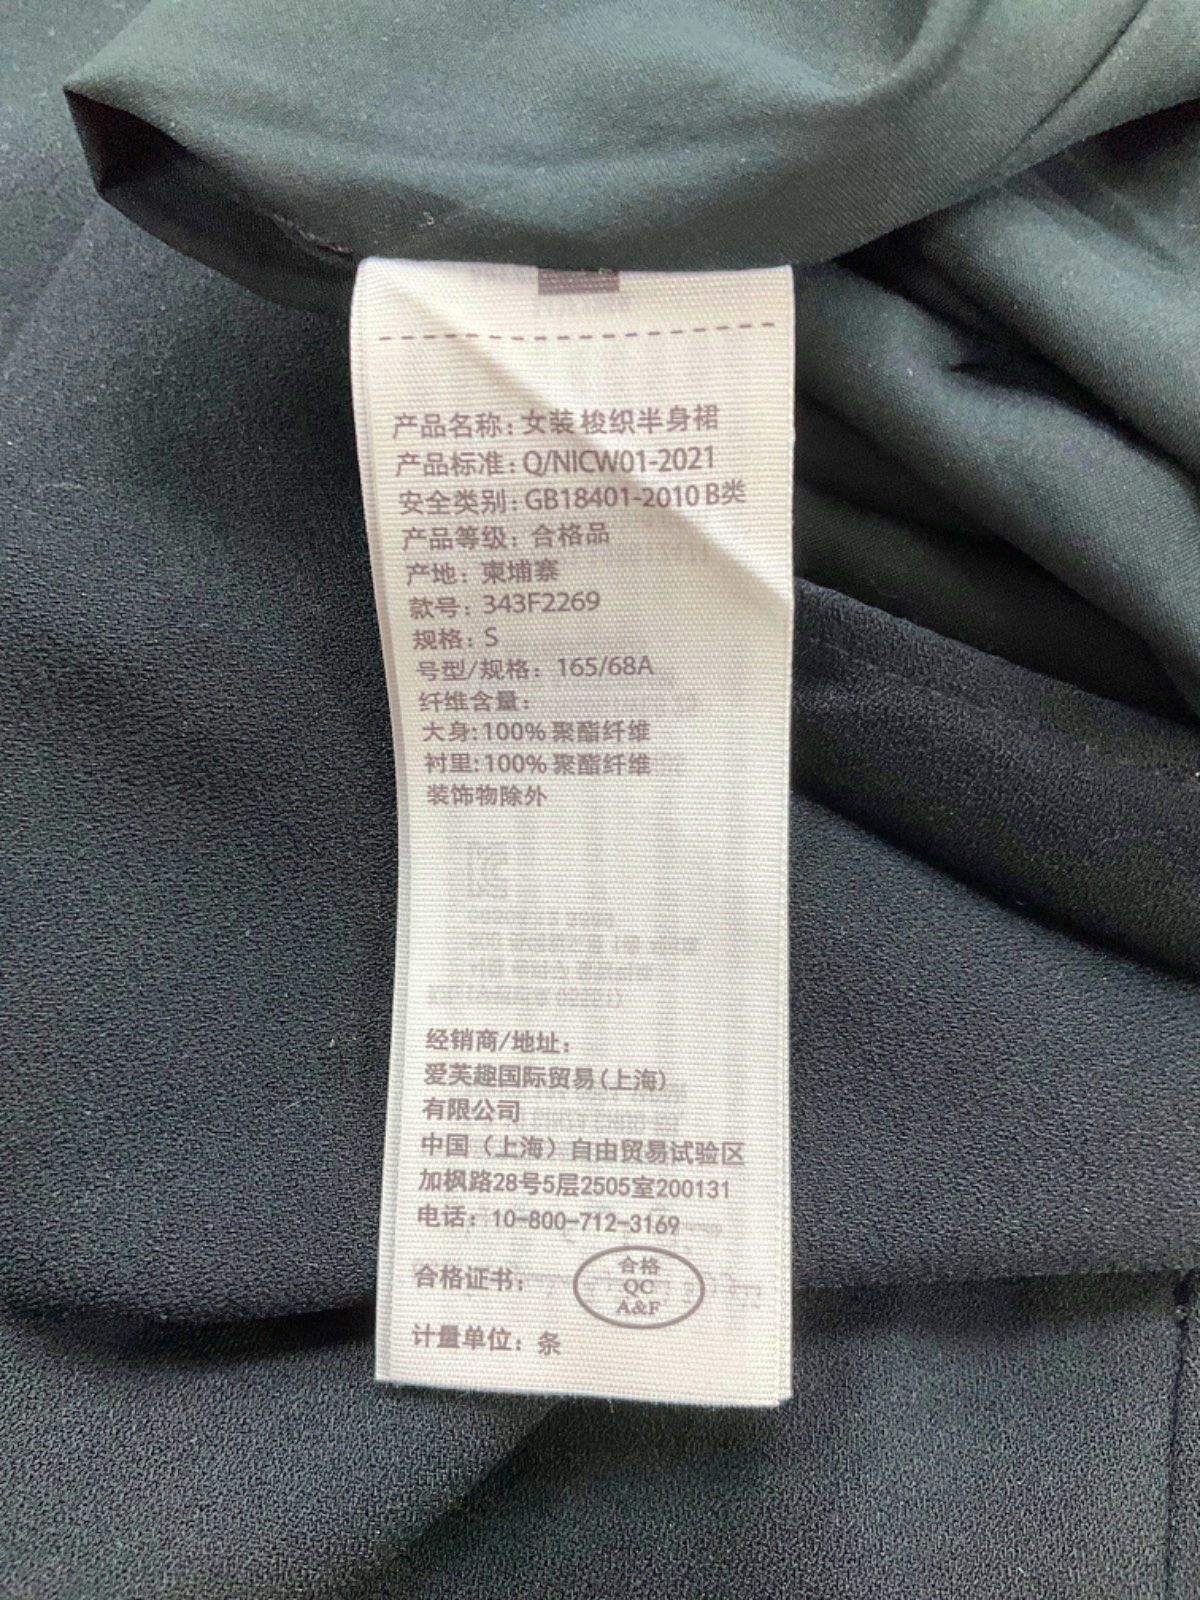 产品名称：女装 梭织半身裙
产品标准：Q/NICW01-2021
安全类别：GB18401-2010 B类
产品等级：合格品
产地：柬埔寨
款号：343F2269
规格：S
号型/规格：165/68A
纤维含量：
大身:100% 聚酯纤维
衬里:100% 聚酯纤维
装饰物除外
经销商/地址：
爱芙趣国际贸易(上海)
有限公司
中国（上海）自由贸易试验区
加枫路28号5层2505室200131
电话：10-800-712-3169
合格证书：
合格
QC
A&F
计量单位：条